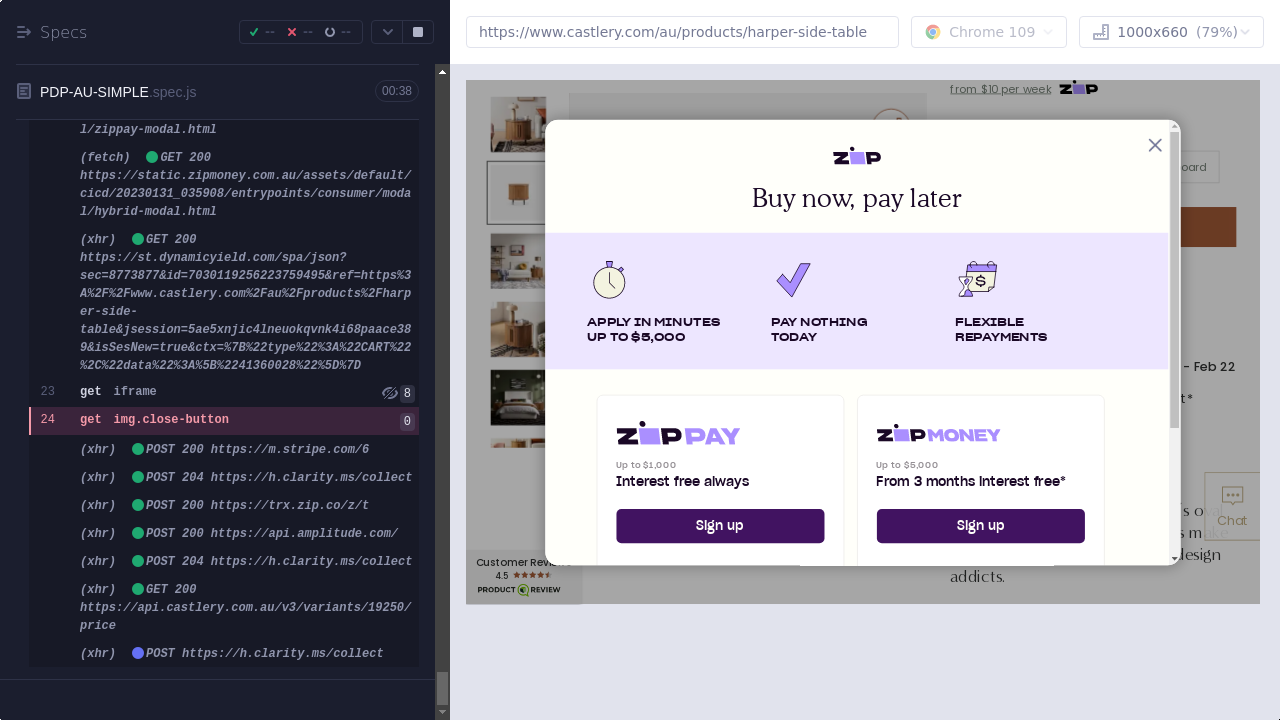 Specs
--
--
--
https://www.castlery.com/au/products/harper-side-table
Chrome 109
1000x660 (79%)
PDP-AU-SIMPLE.spec.js
00:38
l/zippay-modal.html
(fetch) GET 200
https://static.zipmoney.com.au/assets/default/
cicd/20230131_035908/entrypoints/consumer/moda
l/hybrid-modal.html
(xhr) GET 200
https://st.dynamicyield.com/spa/json?
sec=8773877&id=7030119256223759495&ref=https%3
A%2F%2Fwww.castlery.com%2Fau%2Fproducts%2Fharp
er-side-
table&jsession=5ae5xnjic4lneuokqvnk4i68paace38
9&isSesNew=true&ctx=%7B%22type%22%3A%22CART%22
%2C%22data%22%3A%5B%2241360028%22%5D%7D
23 get iframe 8
24 get img.close-button 0
(xhr) POST 200 https://m.stripe.com/6
(xhr) POST 204 https://h.clarity.ms/collect
(xhr) POST 200 https://trx.zip.co/z/t
(xhr) POST 200 https://api.amplitude.com/
(xhr) POST 204 https://h.clarity.ms/collect
(xhr) GET 200
https://api.castlery.com.au/v3/variants/19250/
price
(xhr) POST https://h.clarity.ms/collect
from $10 per week ZIP
ZIP
Buy now, pay later
APPLY IN MINUTES
UP TO $5,000
PAY NOTHING
TODAY
FLEXIBLE
REPAYMENTS
ZIP PAY
Up to $1,000
Interest free always
Sign up
ZIP MONEY
Up to $5,000
From 3 months interest free*
Sign up
oard
- Feb 22
Chat
design
addicts.
Customer Revie
4.5
PRODUCT REVIEW